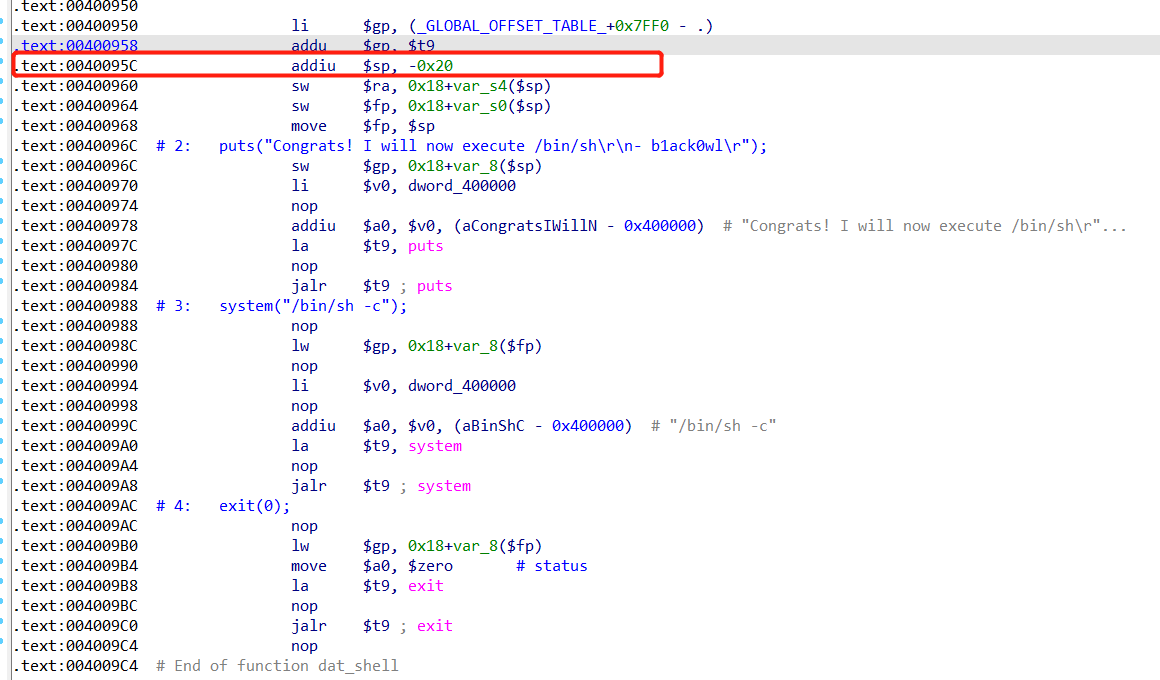 .text:00400950
.text:00400950 li $gp, (_GLOBAL_OFFSET_TABLE_+0x7FF0 - .)
.text:00400958 addu $gp, $t9
.text:0040095C addiu $sp, -0x20
.text:00400960 sw $ra, 0x18+var_s4($sp)
.text:00400964 sw $fp, 0x18+var_s0($sp)
.text:00400968 move $fp, $sp
.text:0040096C # 2: puts("Congrats! I will now execute /bin/sh\r\n- b1ack0wl\r");
.text:0040096C sw $gp, 0x18+var_8($sp)
.text:00400970 li $v0, dword_400000
.text:00400974 nop
.text:00400978 addiu $a0, $v0, (aCongratsIWillN - 0x400000) # "Congrats! I will now execute /bin/sh\r"...
.text:0040097C la $t9, puts
.text:00400980 nop
.text:00400984 jalr $t9 ; puts
.text:00400988 # 3: system("/bin/sh -c");
.text:00400988 nop
.text:0040098C lw $gp, 0x18+var_8($fp)
.text:00400990 nop
.text:00400994 li $v0, dword_400000
.text:00400998 nop
.text:0040099C addiu $a0, $v0, (aBinShC - 0x400000) # "/bin/sh -c"
.text:004009A0 la $t9, system
.text:004009A4 nop
.text:004009A8 jalr $t9 ; system
.text:004009AC # 4: exit(0);
.text:004009AC nop
.text:004009B0 lw $gp, 0x18+var_8($fp)
.text:004009B4 move $a0, $zero # status
.text:004009B8 la $t9, exit
.text:004009BC nop
.text:004009C0 jalr $t9 ; exit
.text:004009C4 nop
.text:004009C4 # End of function dat_shell